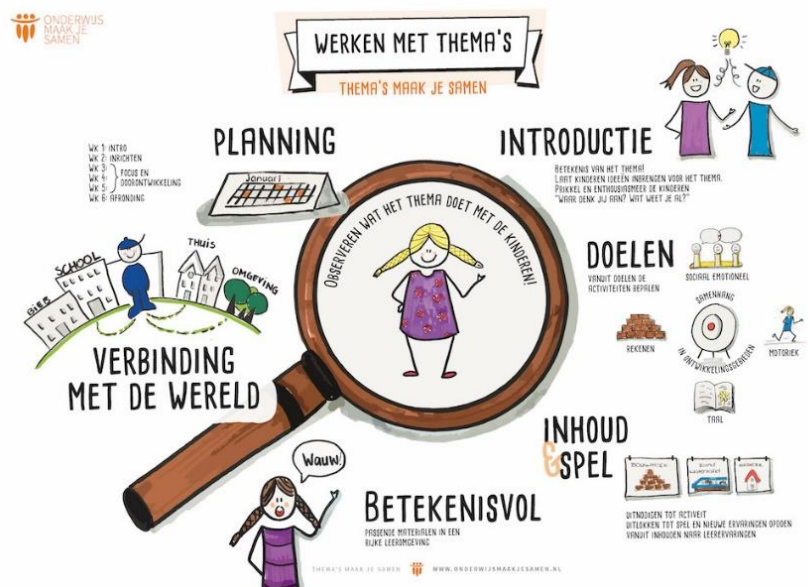 ONDERWIJS
MAAK JE
SAMEN
WERKEN MET THEMA'S
THEMA'S MAAK JE SAMEN
PLANNING
WK 1: INTRO
WK 2: INRICHTEN
WK 3:
WK 4:
WK 5:
FOCUS EN
DOORONTWIKKELING
WK 6: AFRONDING
Januari
INTRODUCTIE
BETEKENIS VAN HET THEMA!
LAAT KINDEREN IDEEËN INBRENGEN VOOR HET THEMA.
PRIKKEL EN ENTHOUSIASMEER DE KINDEREN
"WAAR DENK JIJ AAN? WAT WEET JE AL?"
OBSERVEREN WAT HET THEMA DOET MET DE KINDEREN!
DOELEN
VANUIT DOELEN DE
ACTIVITEITEN BEPALEN
SOCIAAL EMOTIONEEL
SAMENHANG
IN ONTWIKKELINGSGEBIEDEN
REKENEN
MOTORIEK
TAAL
BIEB
SCHOOL
THUIS
OMGEVING
VERBINDING
MET DE WERELD
INHOUD
& SPEL
UITNODIGEN TOT ACTIVEIT
UITLOKKEN TOT SPEL EN NIEUWE ERVARINGEN OPDOEN
VANUIT INHOUDEN NAAR LEERERVARINGEN
Wauw!
BETEKENISVOL
PASSENDE MATERIALEN IN EEN
RIJKE LEEROMGEVING
THEMA'S MAAK JE SAMEN
WWW.ONDERWIJSMAAKJESAMEN.NL